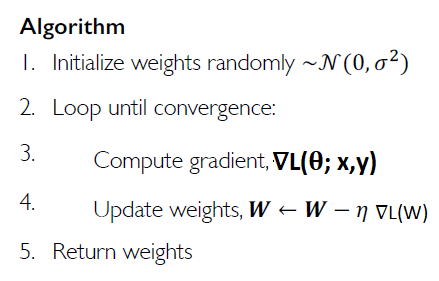 Algorithm
1. Initialize weights randomly ~𝒩(0, σ²)
2. Loop until convergence:
3. Compute gradient, ∇L(θ; x,y)
4. Update weights, W ← W − η ∇L(W)
5. Return weights